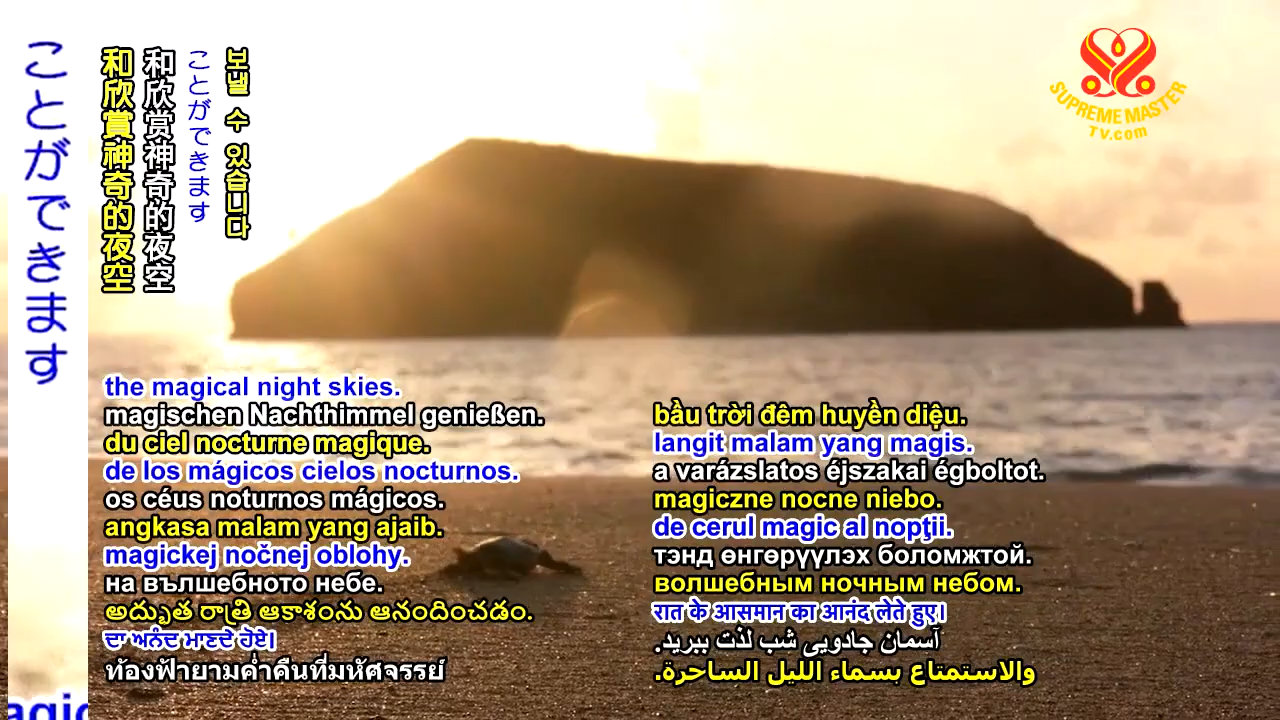 ことができます
和欣賞神奇的夜空
和欣赏神奇的夜空
ことができます
보낼 수 있습니다
SUPREME MASTER
TV.com
the magical night skies.
magischen Nachthimmel genießen.
du ciel nocturne magique.
de los mágicos cielos nocturnos.
os céus noturnos mágicos.
angkasa malam yang ajaib.
magickej nočnej oblohy.
на вълшебното небе.
అద్భుత రాత్రి ఆకాశంను ఆనందించడం.
ਦਾ ਅਨੰਦ ਮਾਣਦੇ ਹੋਏ।
ท้องฟ้ายามค่ำคืนที่มหัศจรรย์
bầu trời đêm huyền diệu.
langit malam yang magis.
a varázslatos éjszakai égboltot.
magiczne nocne niebo.
de cerul magic al nopţii.
тэнд өнгөрүүлэх боломжтой.
волшебным ночным небом.
रात के आसमान का आनंद लेते हुए।
آسمان جادویی شب لذت ببرید.
والاستمتاع بسماء الليل الساحرة.